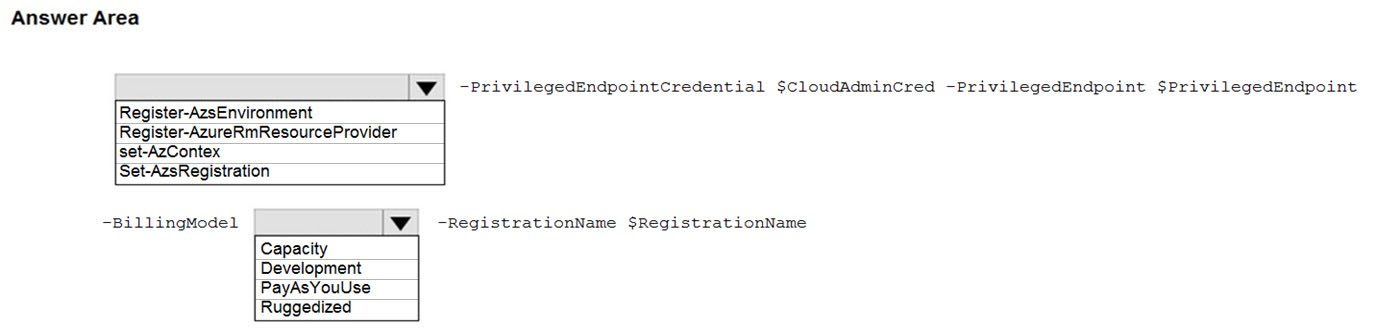 Answer Area
-PrivilegedEndpointCredential $CloudAdminCred -PrivilegedEndpoint $PrivilegedEndpoint
Register-AzsEnvironment
Register-AzureRmResourceProvider
set-AzContex
Set-AzsRegistration
-BillingModel -RegistrationName $RegistrationName
Capacity
Development
PayAsYouUse
Ruggedized